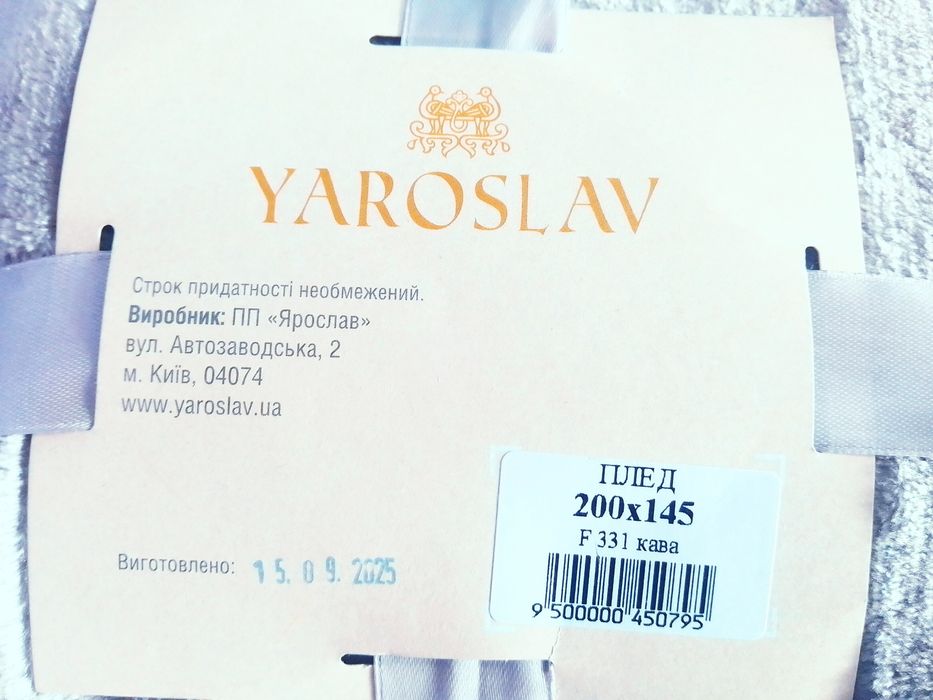 YAROSLAV
Строк придатності необмежений.
Виробник: ПП «Ярослав»
вул. Автозаводська, 2
м. Київ, 04074
www.yaroslav.ua
Виготовлено: 15.09.2025
ПЛЕД
200x145
F 331 кава
9 500000 450795